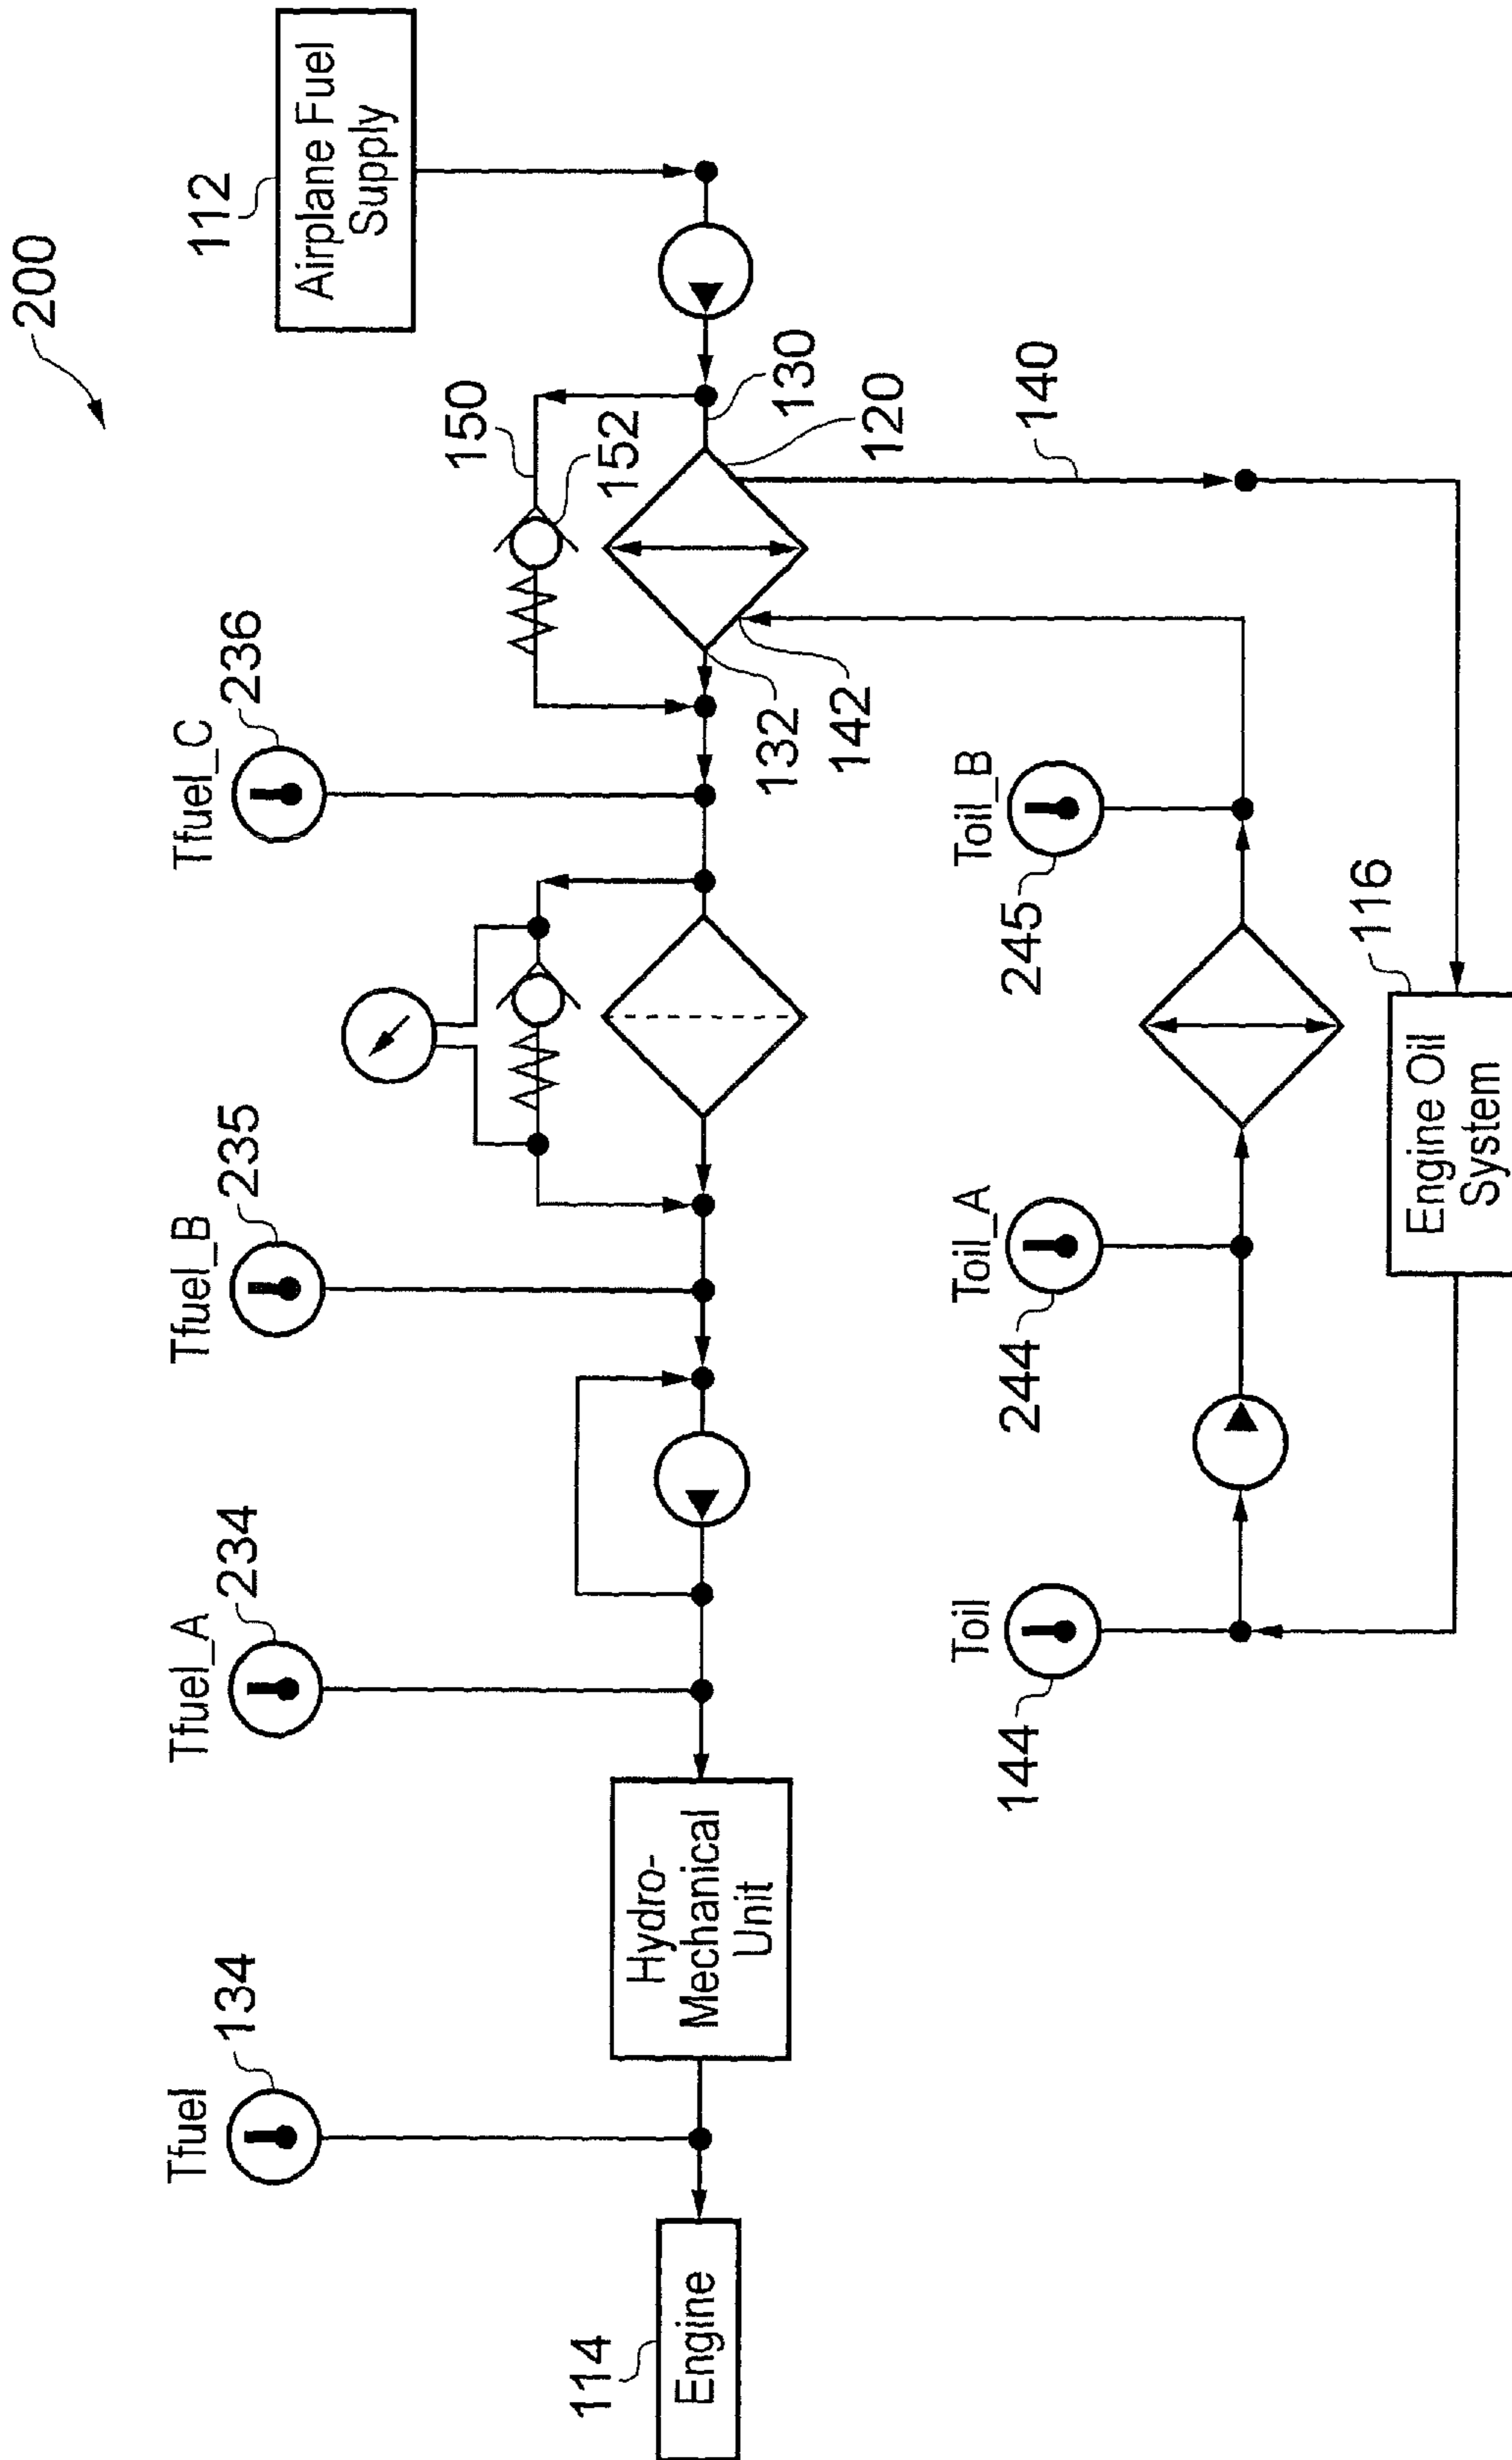 200
112
Airplane Fuel
Supply
150
152
130
120
140
132
142
Tfuel_C
236
Tfuel_B
235
Tfuel_A
234
Tfuel
134
Hydro-
Mechanical
Unit
114
Engine
Toil_B
245
Toil_A
244
Toil
144
116
Engine Oil
System